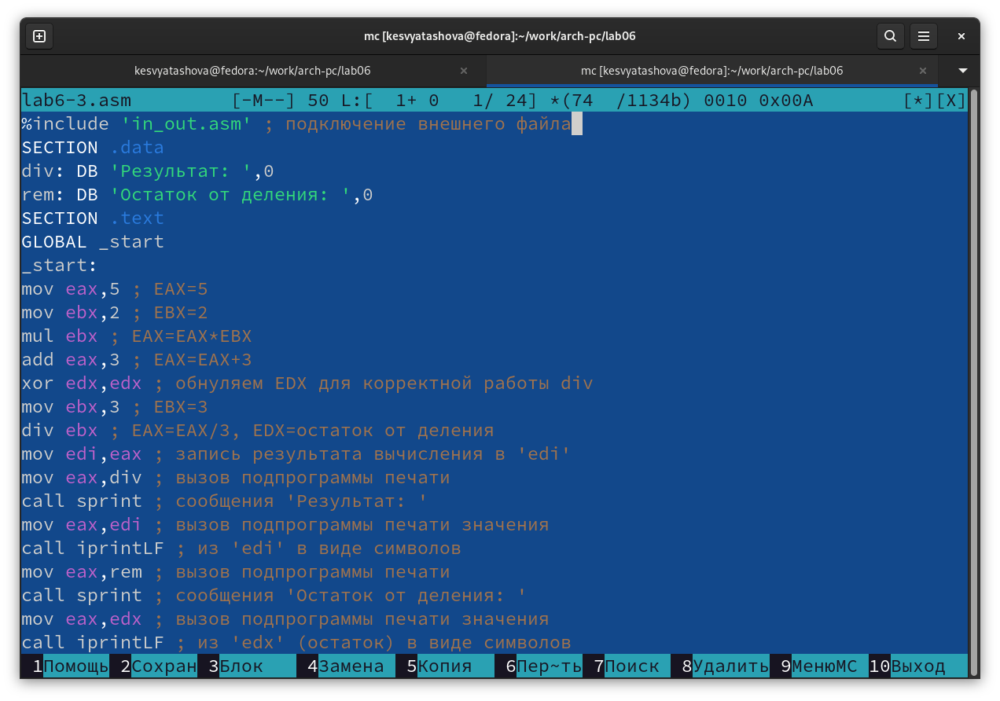 mc [kesvyatashova@fedora]:~/work/arch-pc/lab06
kesvyatashova@fedora:~/work/arch-pc/lab06 × mc [kesvyatashova@fedora]:~/work/arch-pc/lab06 ×
lab6-3.asm [-M--] 50 L:[ 1+ 0 1/ 24] *(74 /1134b) 0010 0x00A [*][X]
%include 'in_out.asm' ; подключение внешнего файла
SECTION .data
div: DB 'Результат: ',0
rem: DB 'Остаток от деления: ',0
SECTION .text
GLOBAL _start
_start:
mov eax,5 ; EAX=5
mov ebx,2 ; EBX=2
mul ebx ; EAX=EAX*EBX
add eax,3 ; EAX=EAX+3
xor edx,edx ; обнуляем EDX для корректной работы div
mov ebx,3 ; EBX=3
div ebx ; EAX=EAX/3, EDX=остаток от деления
mov edi,eax ; запись результата вычисления в 'edi'
mov eax,div ; вызов подпрограммы печати
call sprint ; сообщения 'Результат: '
mov eax,edi ; вызов подпрограммы печати значения
call iprintLF ; из 'edi' в виде символов
mov eax,rem ; вызов подпрограммы печати
call sprint ; сообщения 'Остаток от деления: '
mov eax,edx ; вызов подпрограммы печати значения
call iprintLF ; из 'edx' (остаток) в виде символов
1Помощь 2Сохран 3Блок 4Замена 5Копия 6Пер~ть 7Поиск 8Удалить 9МенюMC 10Выход